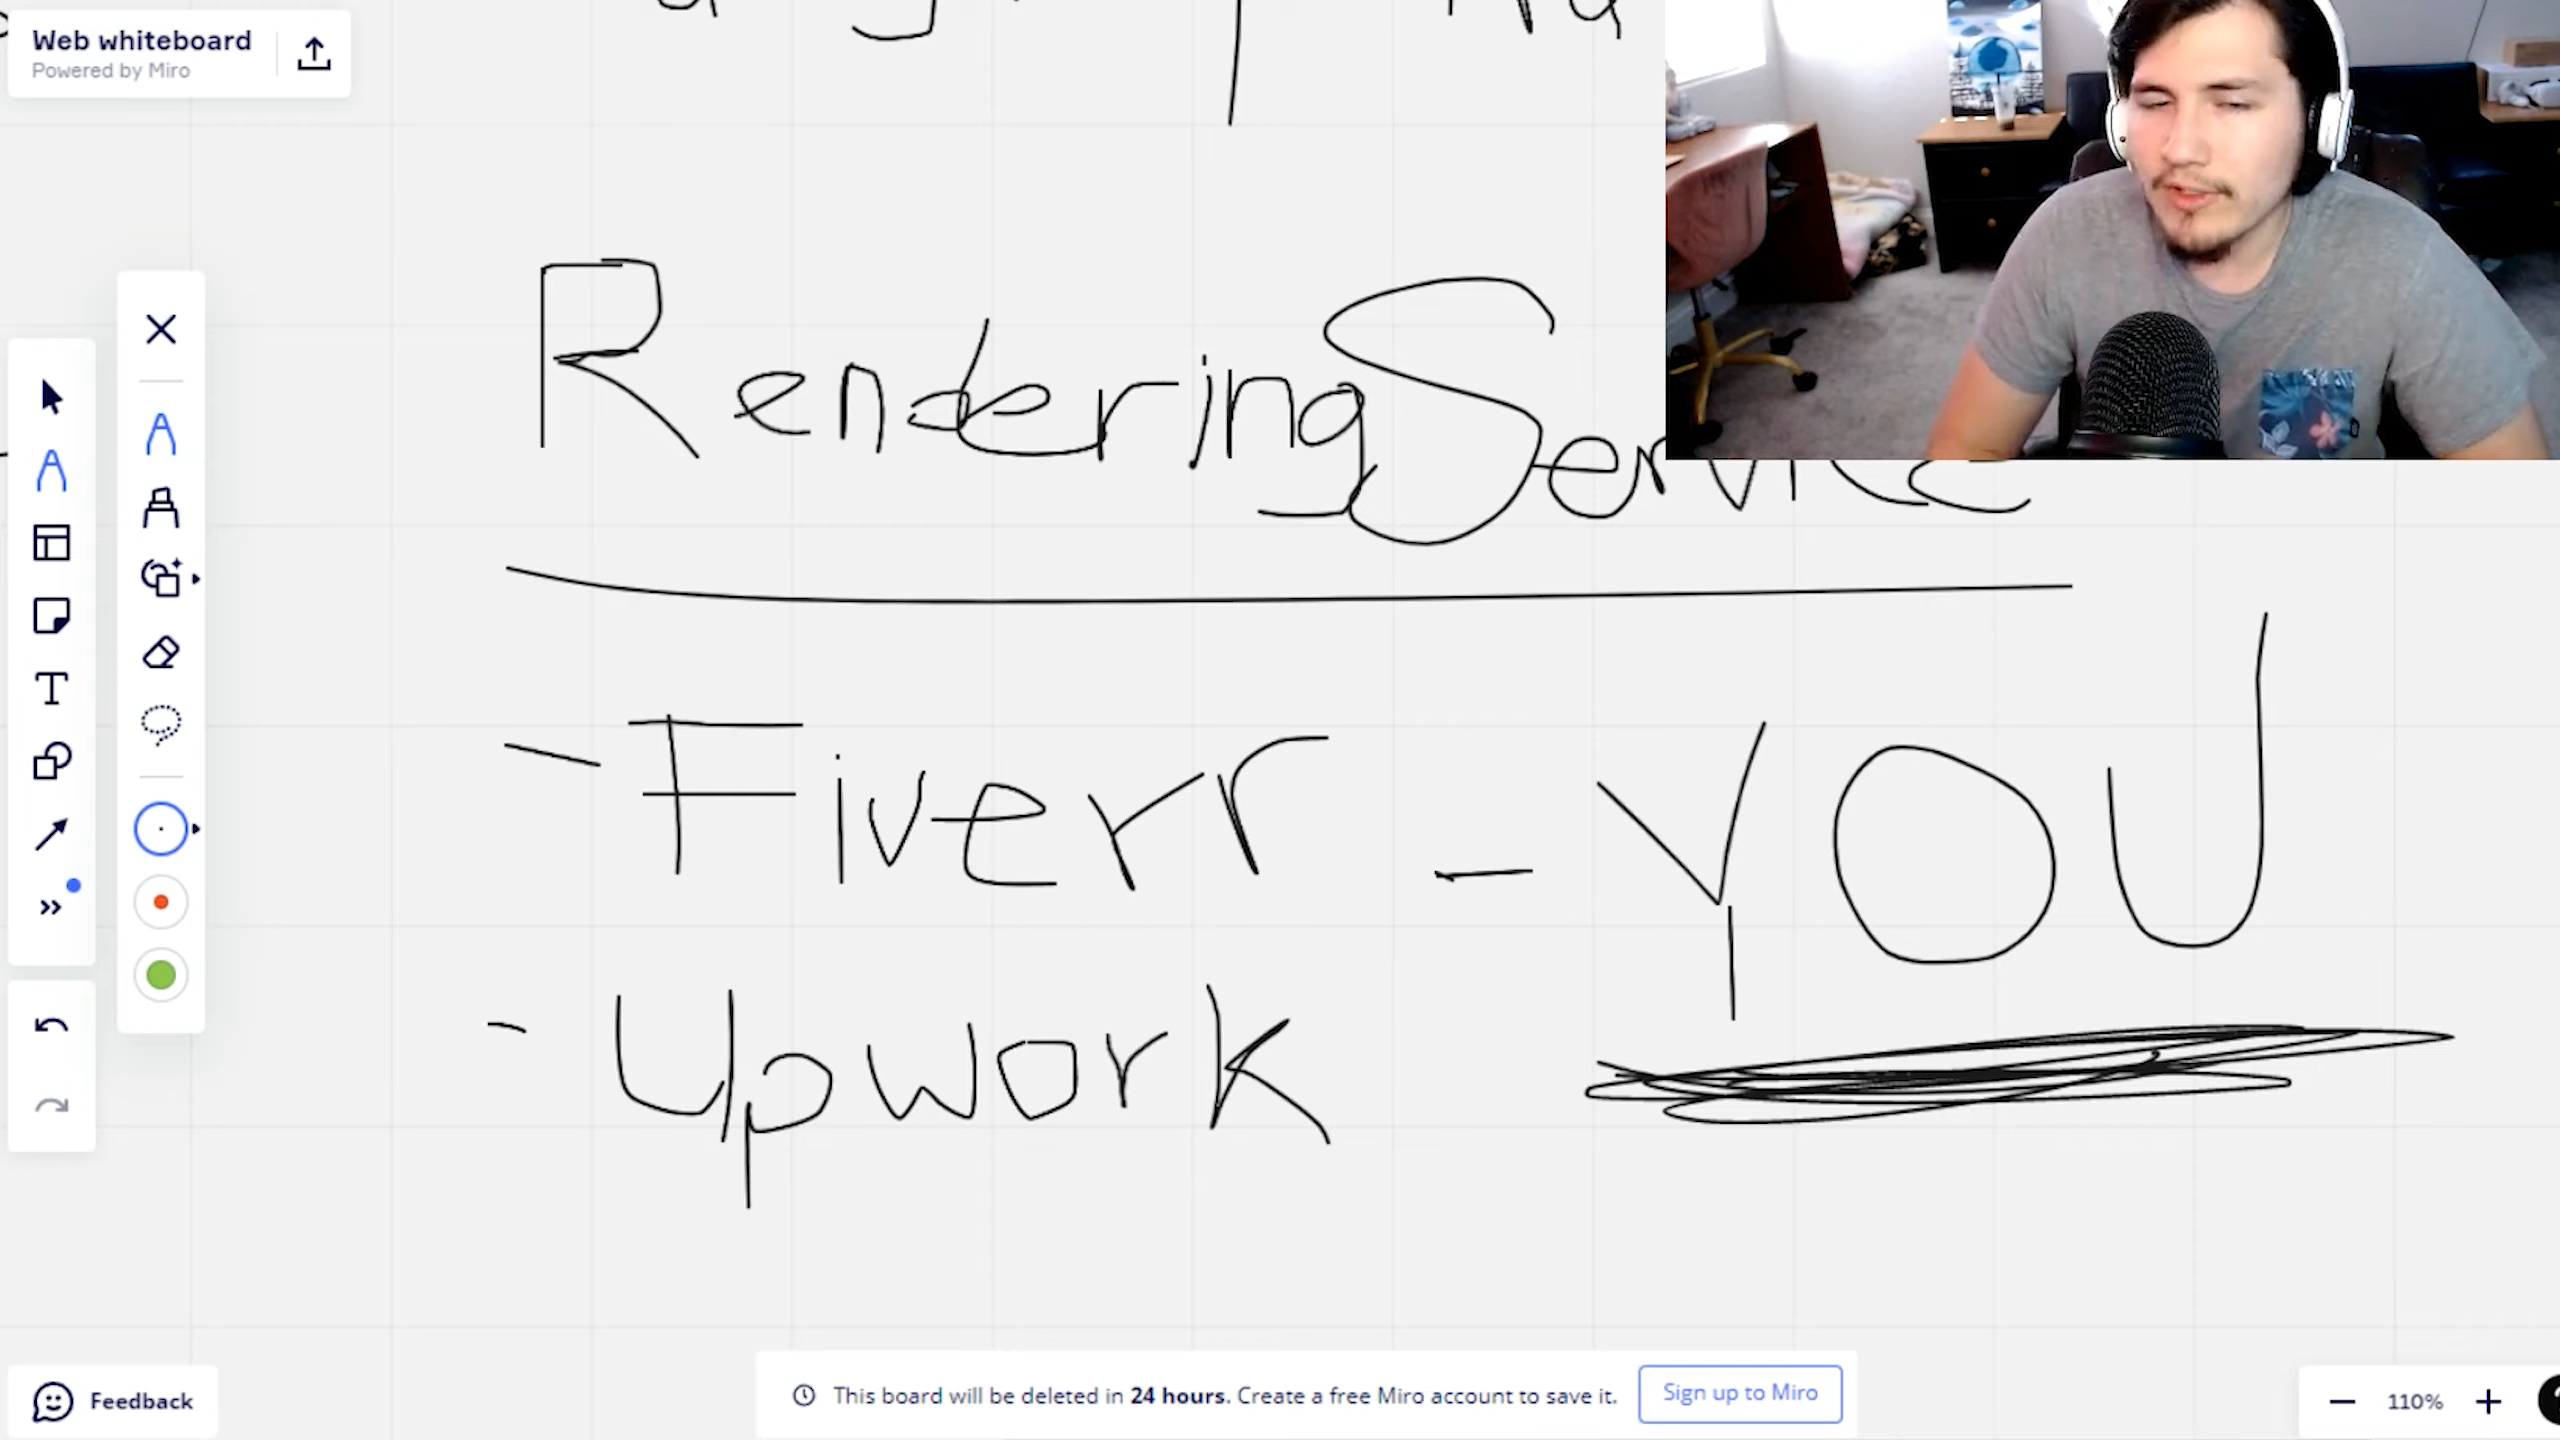 Web whiteboard
Powered by Miro
Rendering Service
- Fiverr - YOU
- Upwork
Feedback
This board will be deleted in 24 hours. Create a free Miro account to save it.
Sign up to Miro
110%